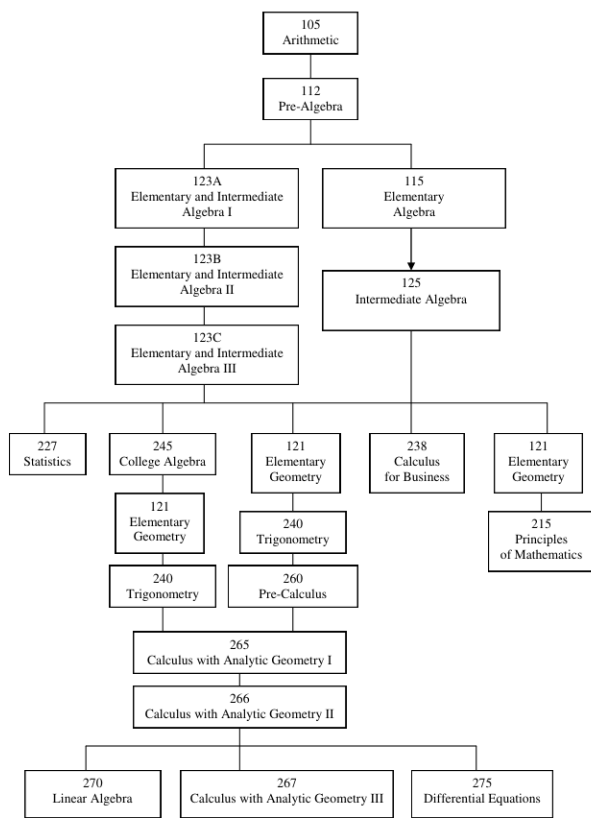 105
Arithmetic
112
Pre-Algebra
123A
Elementary and Intermediate
Algebra I
115
Elementary
Algebra
123B
Elementary and Intermediate
Algebra II
125
Intermediate Algebra
123C
Elementary and Intermediate
Algebra III
227
Statistics
245
College Algebra
121
Elementary
Geometry
238
Calculus
for Business
121
Elementary
Geometry
121
Elementary
Geometry
240
Trigonometry
215
Principles
of Mathematics
240
Trigonometry
260
Pre-Calculus
265
Calculus with Analytic Geometry I
266
Calculus with Analytic Geometry II
270
Linear Algebra
267
Calculus with Analytic Geometry III
275
Differential Equations